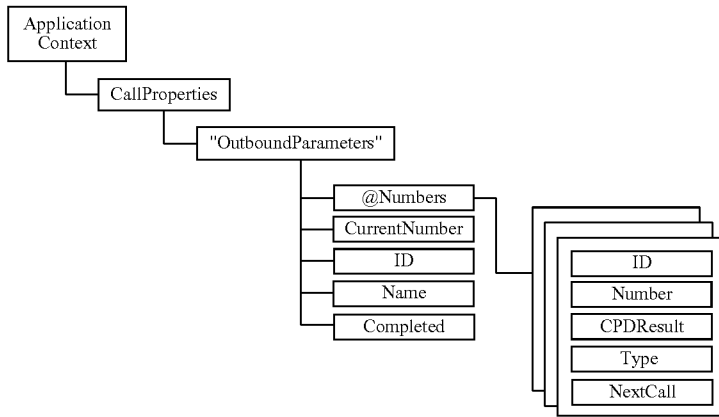 Application
Context
CallProperties
"OutboundParameters"
@Numbers
CurrentNumber
ID
Name
Completed
ID
Number
CPDResult
Type
NextCall